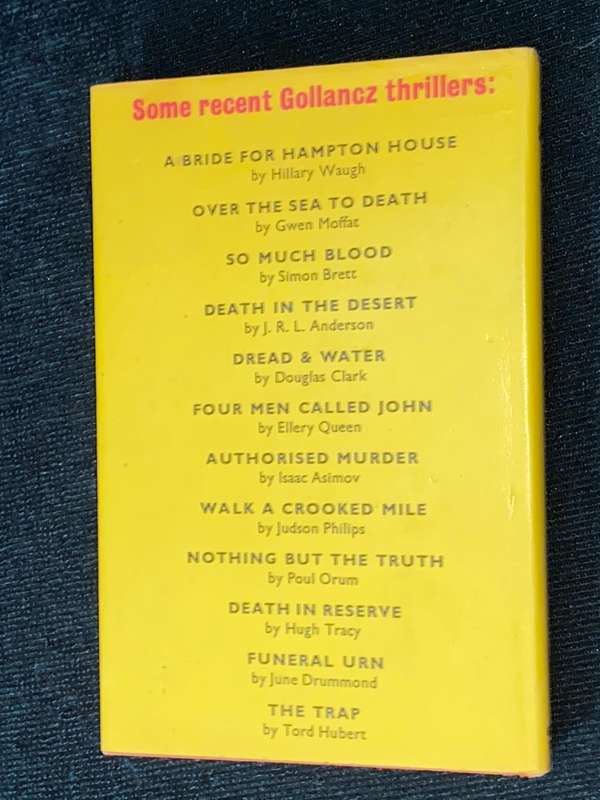 Some recent Gollancz thrillers:
A BRIDE FOR HAMPTON HOUSE
by Hillary Waugh
OVER THE SEA TO DEATH
by Gwen Moffat
SO MUCH BLOOD
by Simon Brett
DEATH IN THE DESERT
by J. R. L. Anderson
DREAD & WATER
by Douglas Clark
FOUR MEN CALLED JOHN
by Ellery Queen
AUTHORISED MURDER
by Isaac Asimov
WALK A CROOKED MILE
by Judson Philips
NOTHING BUT THE TRUTH
by Poul Orum
DEATH IN RESERVE
by Hugh Tracy
FUNERAL URN
by June Drummond
THE TRAP
by Tord Hubert